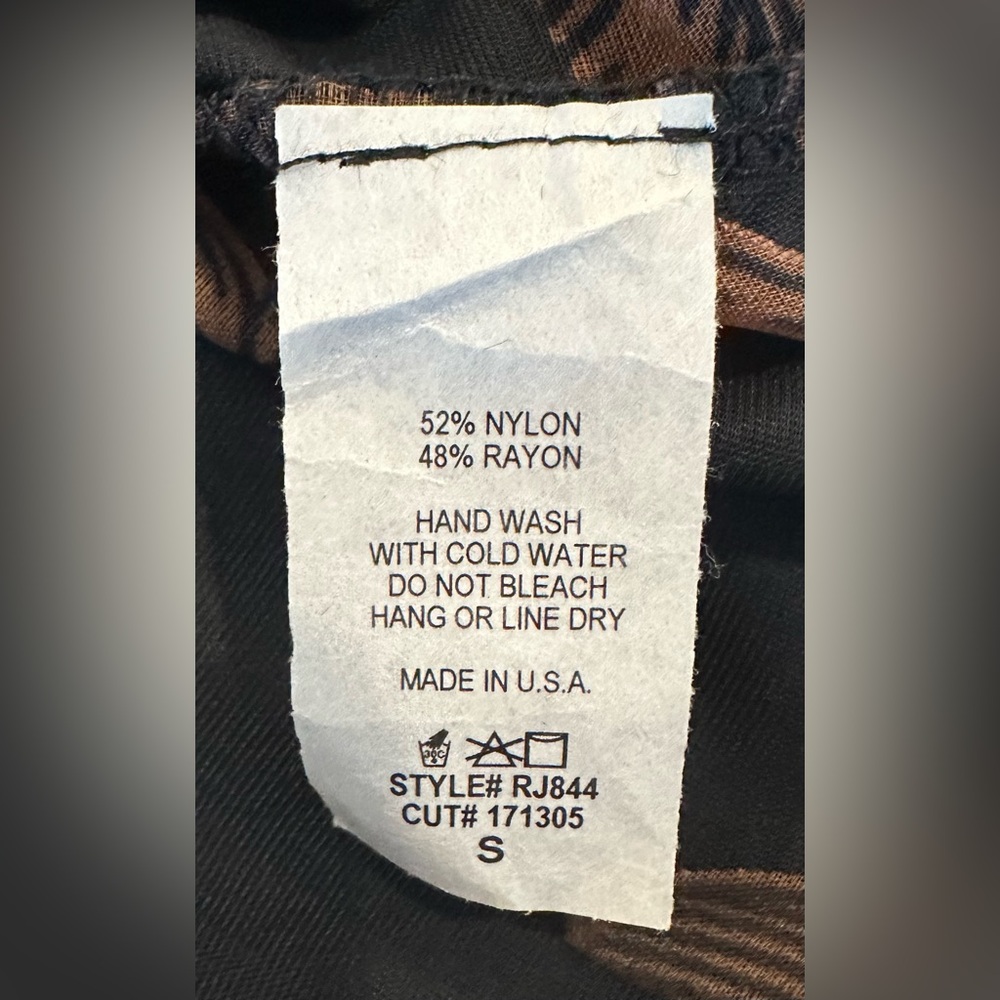 52% NYLON
48% RAYON
HAND WASH
WITH COLD WATER
DO NOT BLEACH
HANG OR LINE DRY
MADE IN U.S.A.
30C
STYLE# RJ844
CUT# 171305
S